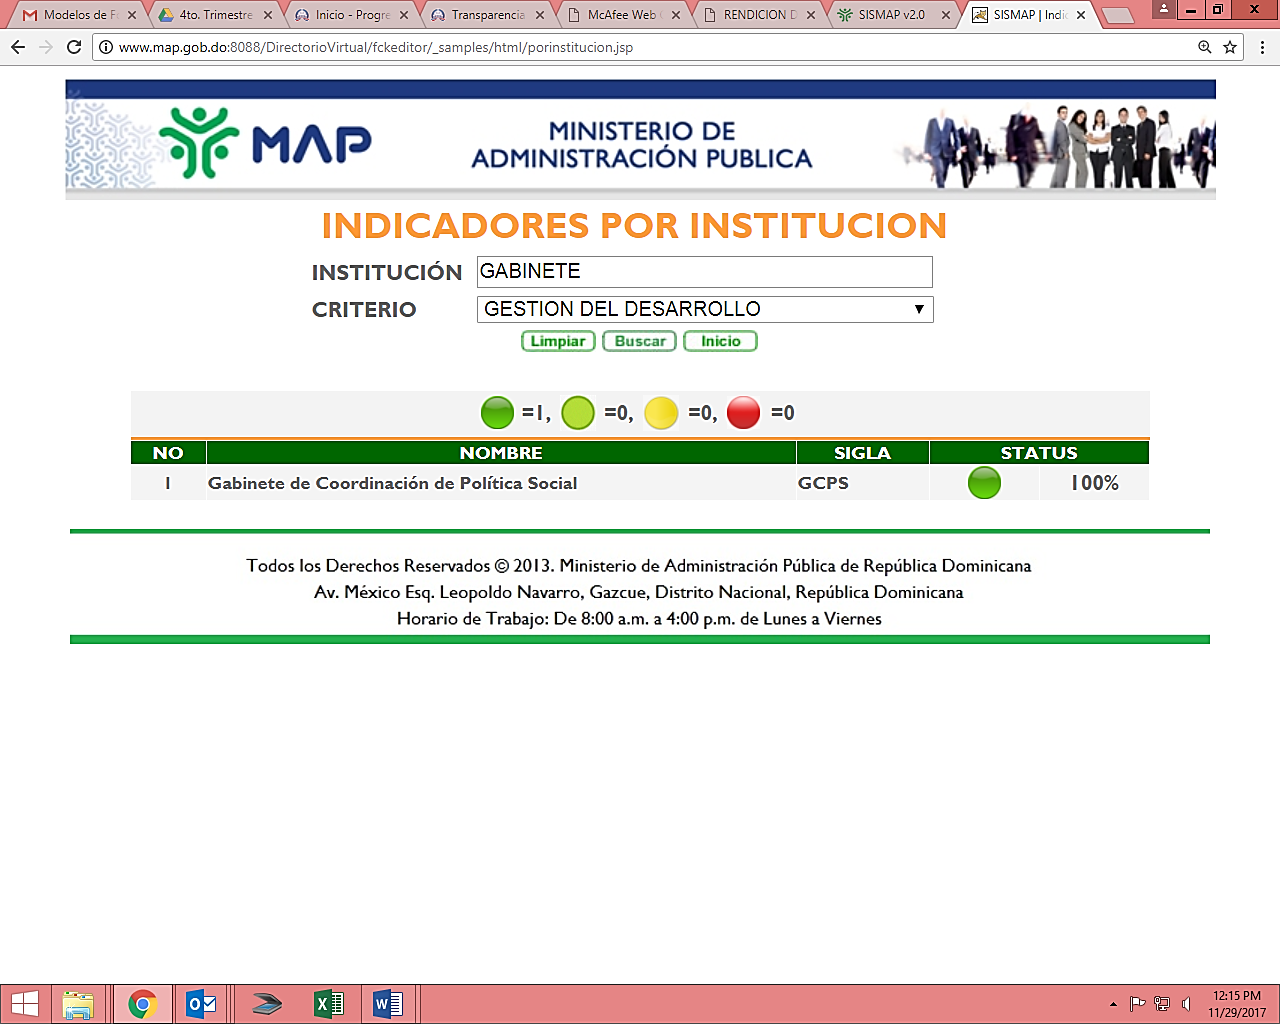 Modelos de F
4to. Trimestre
Inicio - Progre
Transparencia
McAfee Web
RENDICION D
SISMAP v2.0
SISMAP | Indi
www.map.gob.do:8088/DirectorioVirtual/fckeditor/_samples/html/porinstitucion.jsp
MAP
MINISTERIO DE
ADMINISTRACIÓN PUBLICA
INDICADORES POR INSTITUCION
INSTITUCIÓN GABINETE
CRITERIO GESTION DEL DESARROLLO
Limpiar Buscar Inicio
=1, =0, =0, =0
NO NOMBRE SIGLA STATUS
1 Gabinete de Coordinación de Política Social GCPS 100%
Todos los Derechos Reservados © 2013. Ministerio de Administración Pública de República Dominicana
Av. México Esq. Leopoldo Navarro, Gazcue, Distrito Nacional, República Dominicana
Horario de Trabajo: De 8:00 a.m. a 4:00 p.m. de Lunes a Viernes
12:15 PM
11/29/2017